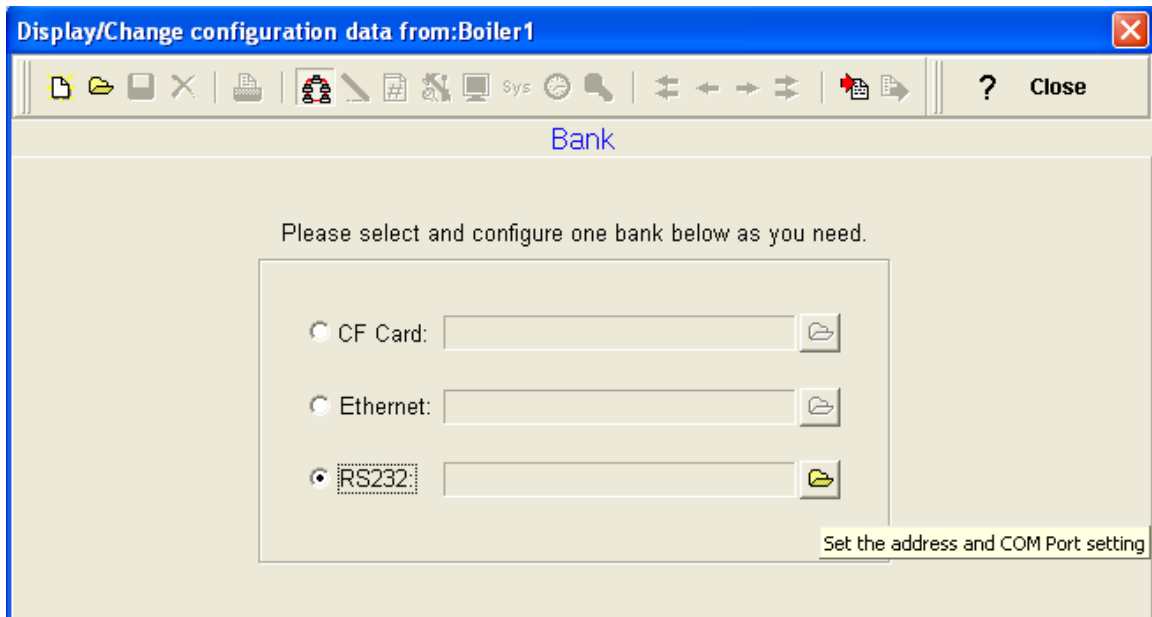 Display/Change configuration data from:Boiler1
Sys ? Close
Bank
Please select and configure one bank below as you need.
CF Card:
Ethernet:
RS232:
Set the address and COM Port setting